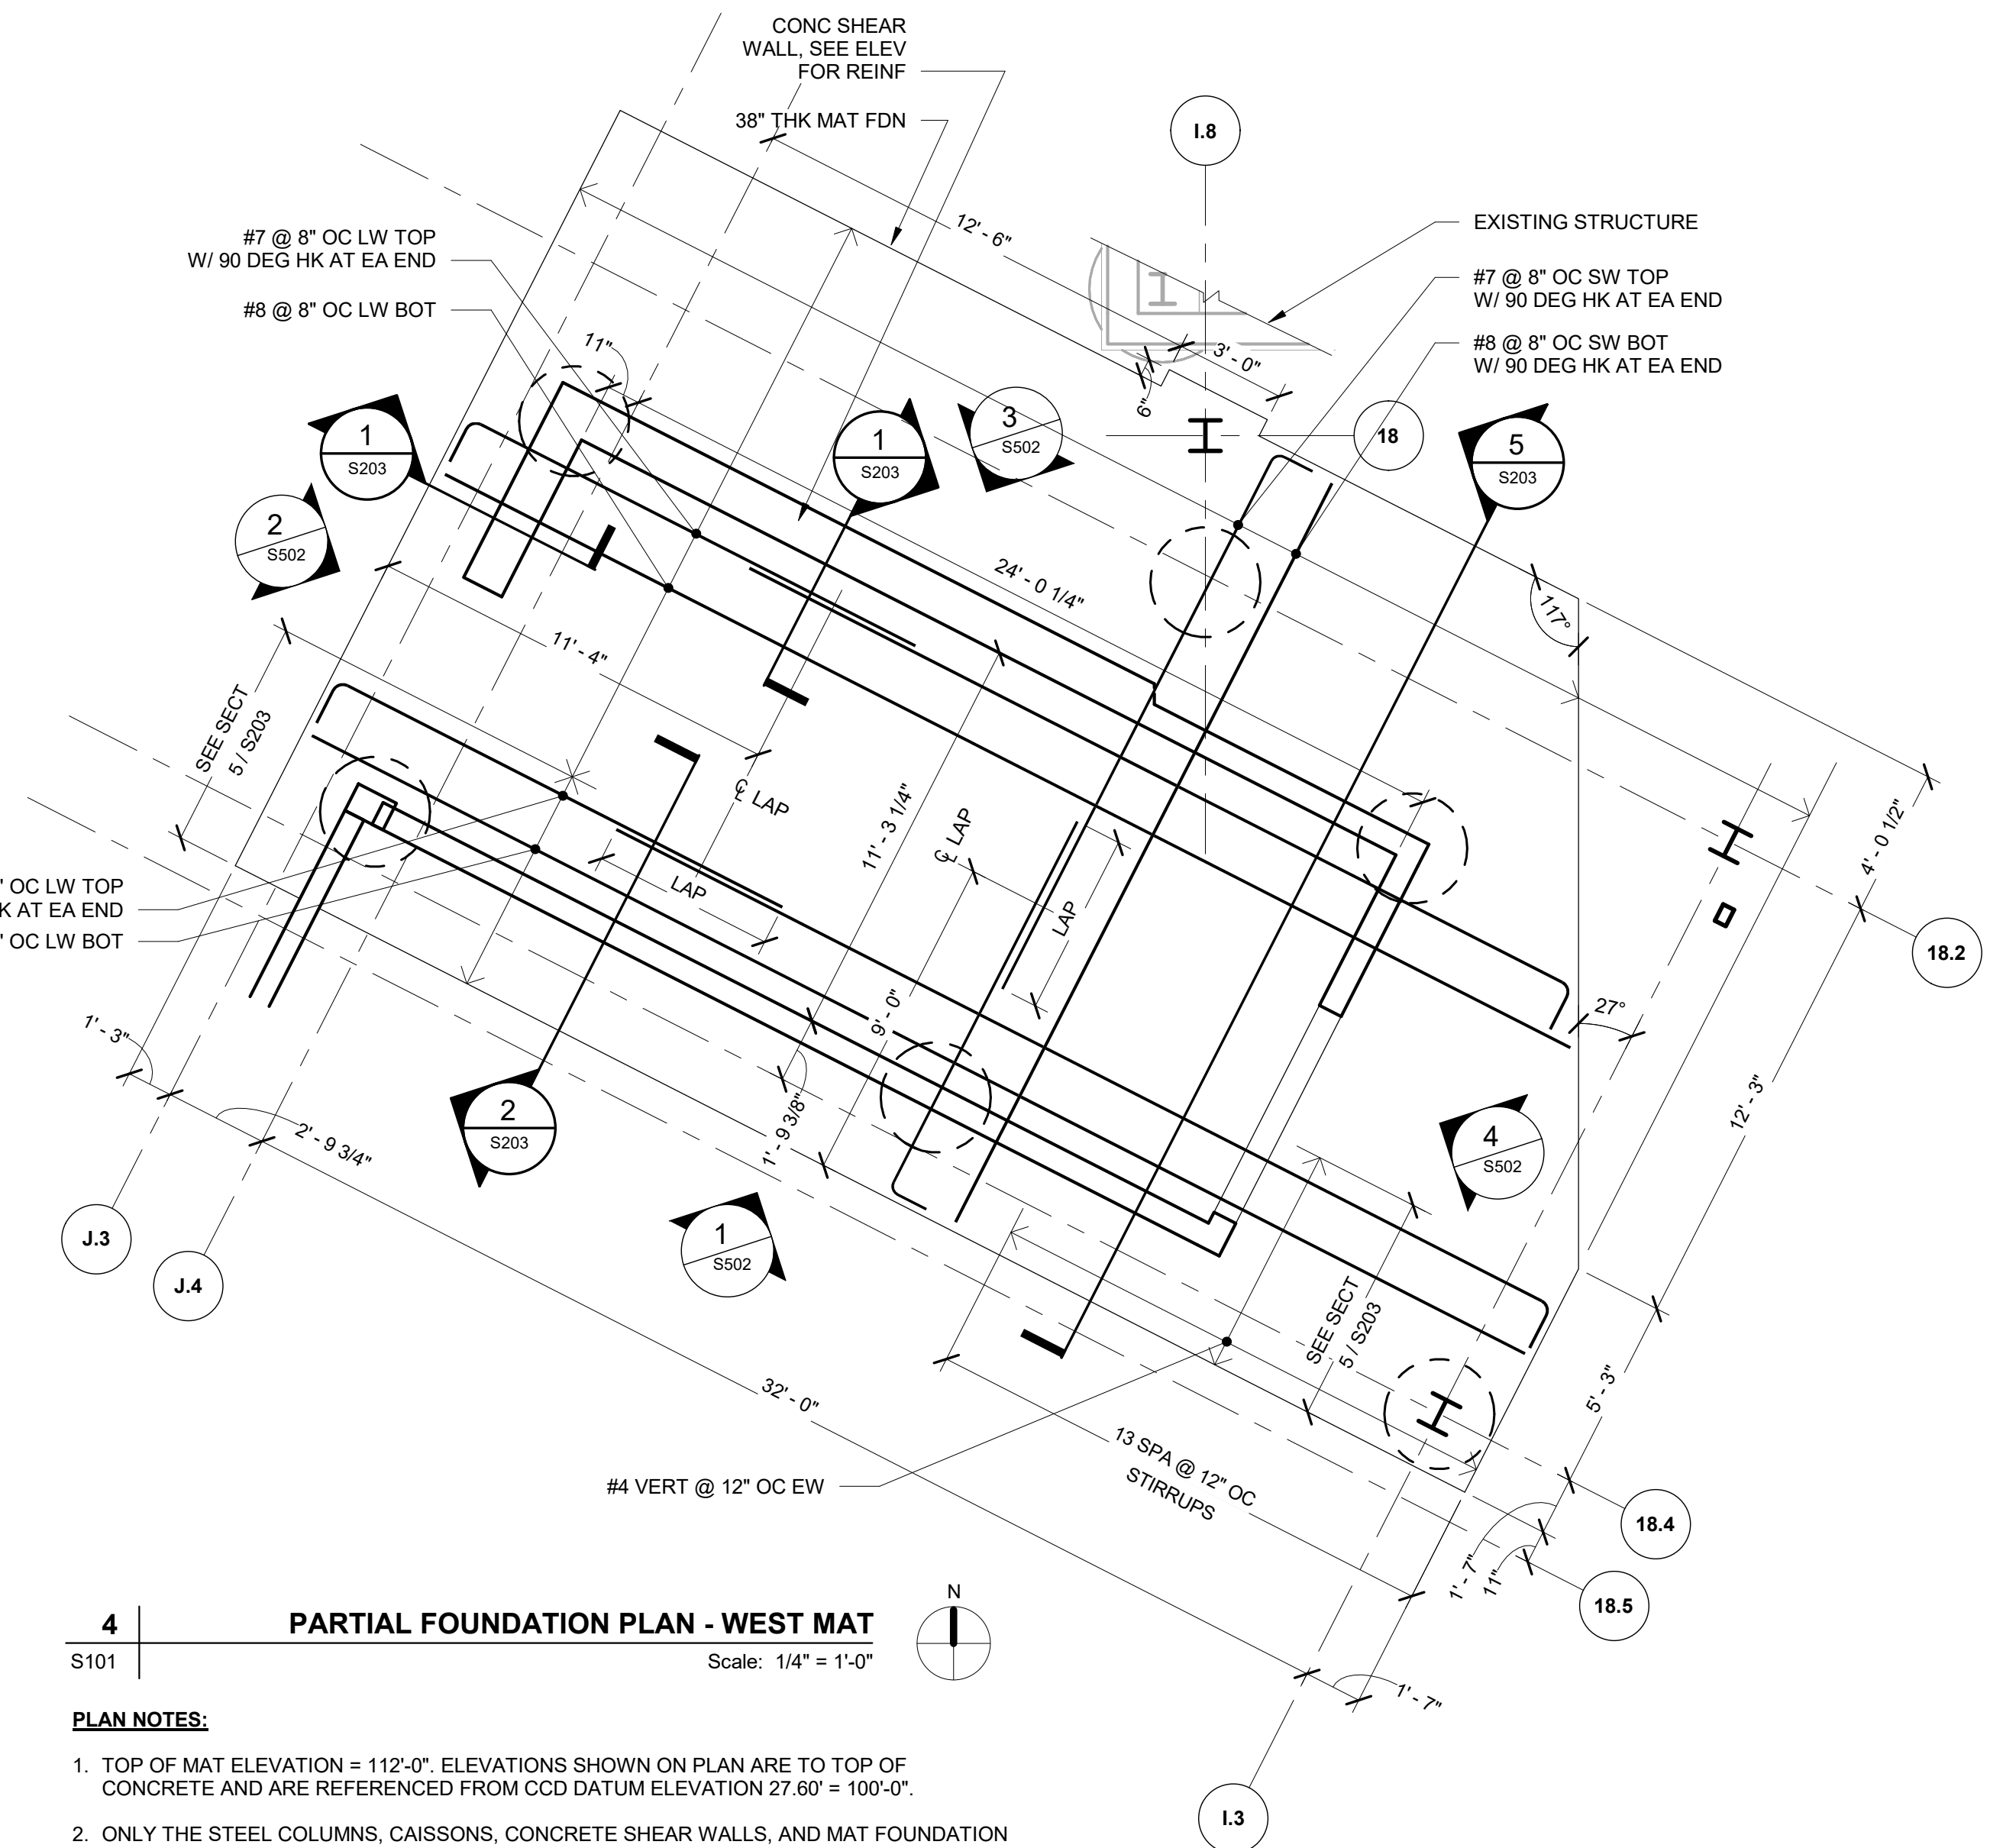 CONC SHEAR
WALL, SEE ELEV
FOR REINF
38" THK MAT FDN
I.8
12' - 6"
EXISTING STRUCTURE
#7 @ 8" OC LW TOP
W/ 90 DEG HK AT EA END
#8 @ 8" OC LW BOT
#7 @ 8" OC SW TOP
W/ 90 DEG HK AT EA END
#8 @ 8" OC SW BOT
W/ 90 DEG HK AT EA END
11"
3' - 0"
6"
1
S203
1
S203
3
S502
18
5
S203
2
S502
24' - 0 1/4"
117°
11' - 4"
SEE SECT
5 / S203
℄ LAP
11' - 3 1/4"
℄ LAP
LAP
LAP
4' - 0 1/2"
18.2
" OC LW TOP
K AT EA END
" OC LW BOT
27°
9' - 0"
1' - 3"
1' - 9 3/8"
12' - 3"
2' - 9 3/4"
2
S203
4
S502
J.3
J.4
1
S502
SEE SECT
5 / S203
32' - 0"
5' - 3"
13 SPA @ 12" OC
STIRRUPS
#4 VERT @ 12" OC EW
18.4
1' - 7"
11"
18.5
1' - 7"
I.3
4
S101
PARTIAL FOUNDATION PLAN - WEST MAT
Scale: 1/4" = 1'-0"
N
PLAN NOTES:
1. TOP OF MAT ELEVATION = 112'-0". ELEVATIONS SHOWN ON PLAN ARE TO TOP OF
CONCRETE AND ARE REFERENCED FROM CCD DATUM ELEVATION 27.60' = 100'-0".
2. ONLY THE STEEL COLUMNS, CAISSONS, CONCRETE SHEAR WALLS, AND MAT FOUNDATION